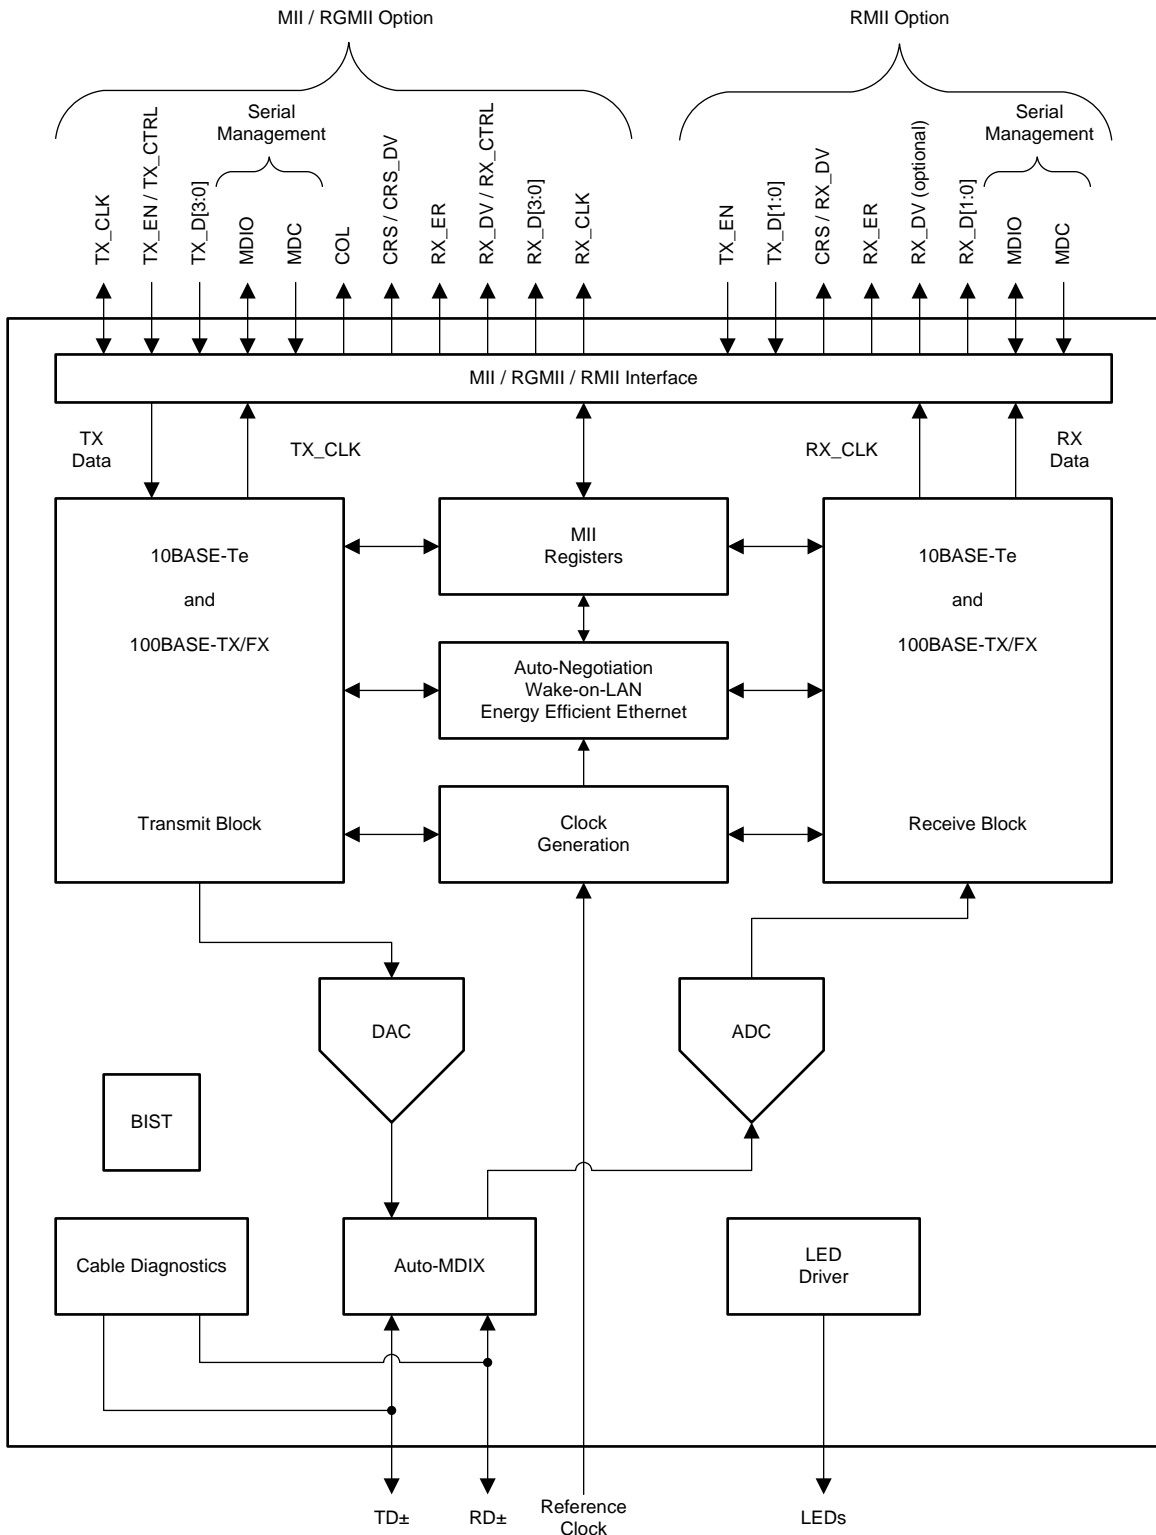 MII / RGMII Option
RMII Option
Serial
Management
Serial
Management
TX_CLK
TX_EN / TX_CTRL
TX_D[3:0]
MDIO
MDC
COL
CRS / CRS_DV
RX_ER
RX_DV / RX_CTRL
RX_D[3:0]
RX_CLK
TX_EN
TX_D[1:0]
CRS / RX_DV
RX_ER
RX_DV (optional)
RX_D[1:0]
MDIO
MDC
MII / RGMII / RMII Interface
TX
Data
TX_CLK
RX_CLK
RX
Data
10BASE-Te
and
100BASE-TX/FX
Transmit Block
MII
Registers
Auto-Negotiation
Wake-on-LAN
Energy Efficient Ethernet
Clock
Generation
10BASE-Te
and
100BASE-TX/FX
Receive Block
DAC
ADC
BIST
Cable Diagnostics
Auto-MDIX
LED
Driver
TD±
RD±
Reference
Clock
LEDs